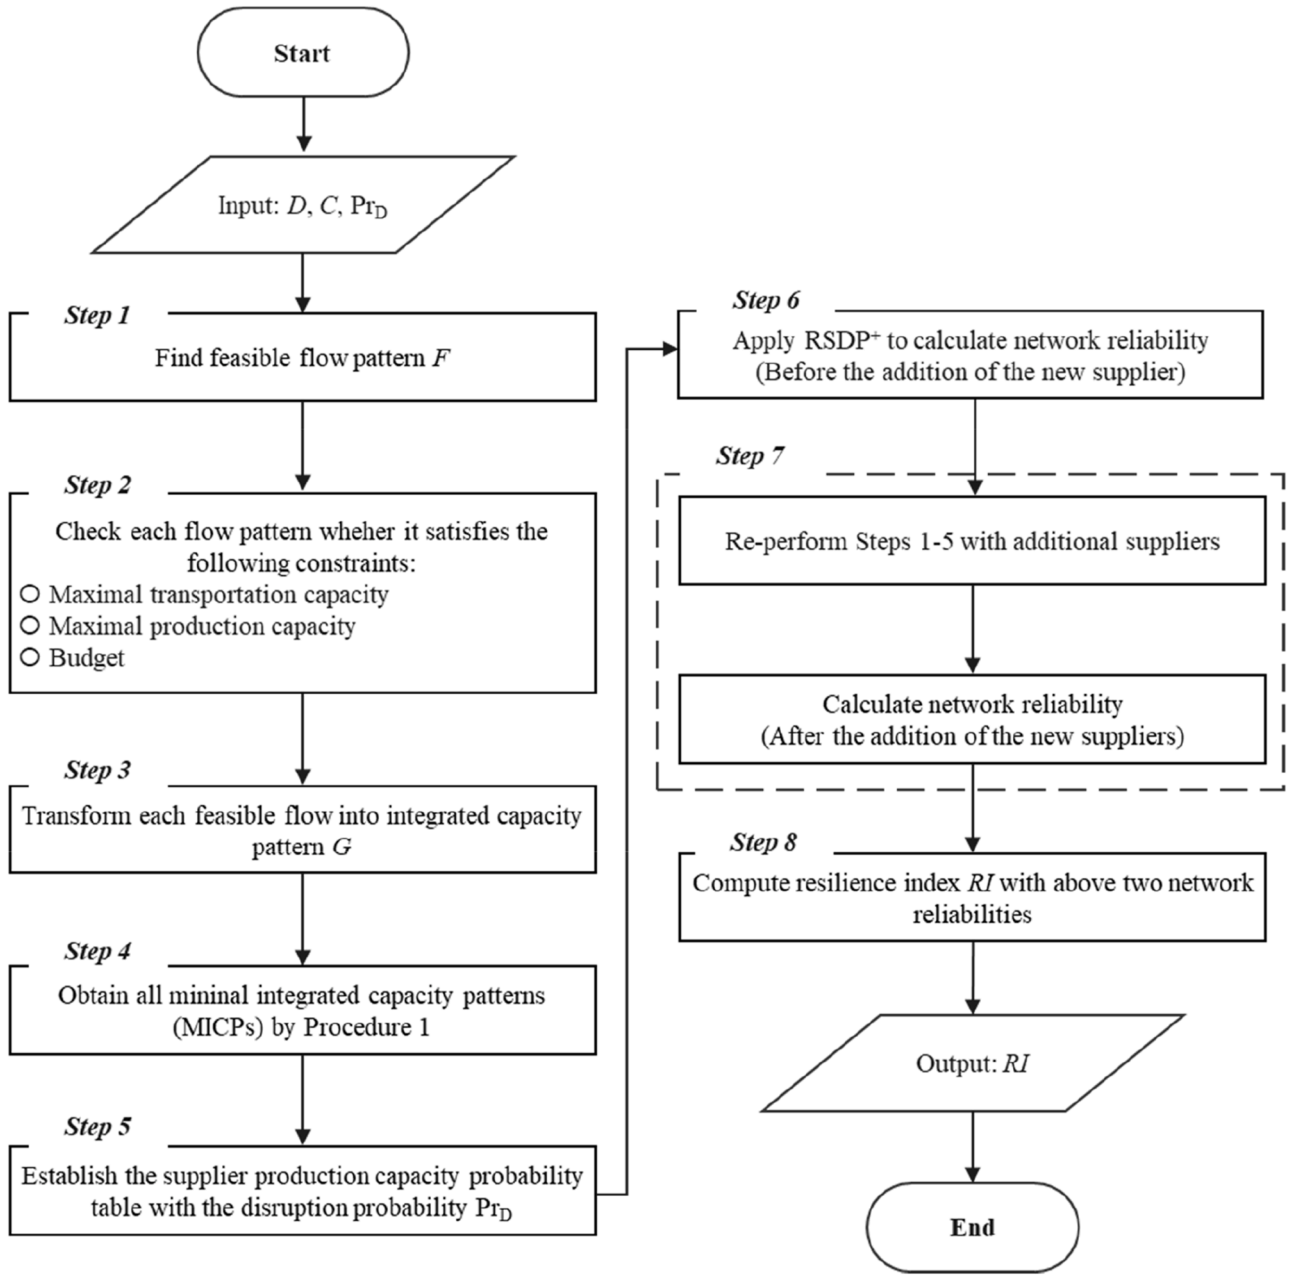 Start
Input: D, C, PrD
Step 1
Find feasible flow pattern F
Step 2
Check each flow pattern wheher it satisfies the
following constraints:
Maximal transportation capacity
Maximal production capacity
Budget
Step 3
Transform each feasible flow into integrated capacity
pattern G
Step 4
Obtain all mininal integrated capacity patterns
(MICPs) by Procedure 1
Step 5
Establish the supplier production capacity probability
table with the disruption probability PrD
Step 6
Apply RSDP+ to calculate network reliability
(Before the addition of the new supplier)
Step 7
Re-perform Steps 1-5 with additional suppliers
Calculate network reliability
(After the addition of the new suppliers)
Step 8
Compute resilience index RI with above two network
reliabilities
Output: RI
End